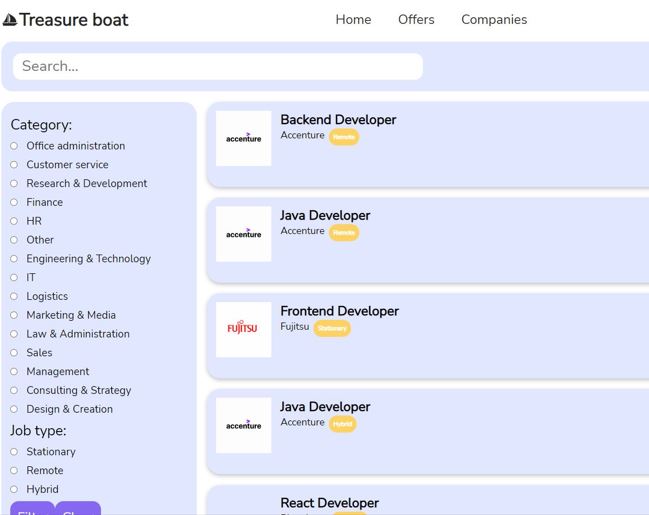 Treasure boat
Home Offers Companies
Search...
Category:
Office administration
Customer service
Research & Development
Finance
HR
Other
Engineering & Technology
IT
Logistics
Marketing & Media
Law & Administration
Sales
Management
Consulting & Strategy
Design & Creation
Job type:
Stationary
Remote
Hybrid
accenture
Backend Developer
Accenture Remote
accenture
Java Developer
Accenture Remote
FUJITSU
Frontend Developer
Fujitsu Stationary
accenture
Java Developer
Accenture Hybrid
React Developer